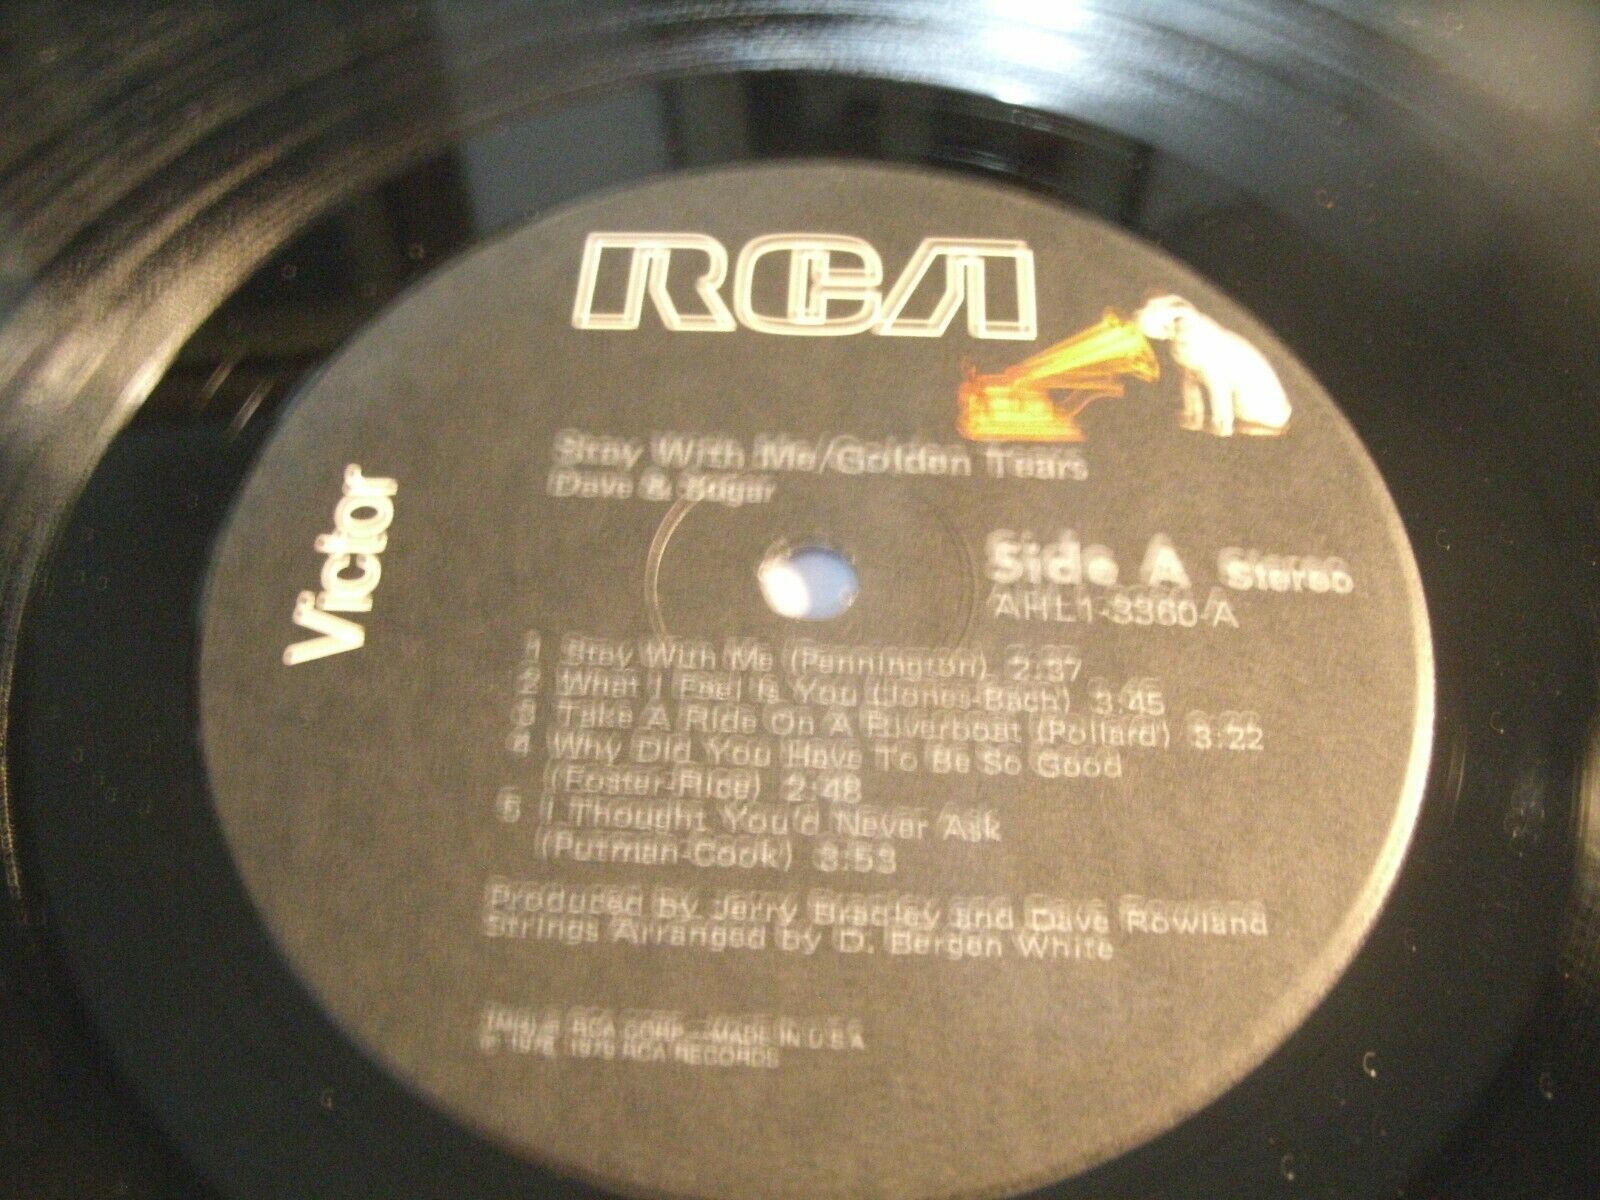 RCA
Victor
Stay With Me/Golden Tears
Dave & Sugar
Side A Stereo
AHL1-3360-A
1 Stay With Me (Pennington) 2:37
2 What I Feel Is You (Jones-Bach) 3:45
3 Take A Ride On A Riverboat (Pollard) 3:22
4 Why Did You Have To Be So Good
(Foster-Rice) 2:48
5 I Thought You'd Never Ask
(Putman-Cook) 3:53
Produced by Jerry Bradley and Dave Rowland
Strings Arranged by D. Bergen White
TM(s) ® RCA CORP.—MADE IN U.S.A.
℗ 1978, 1979 RCA RECORDS